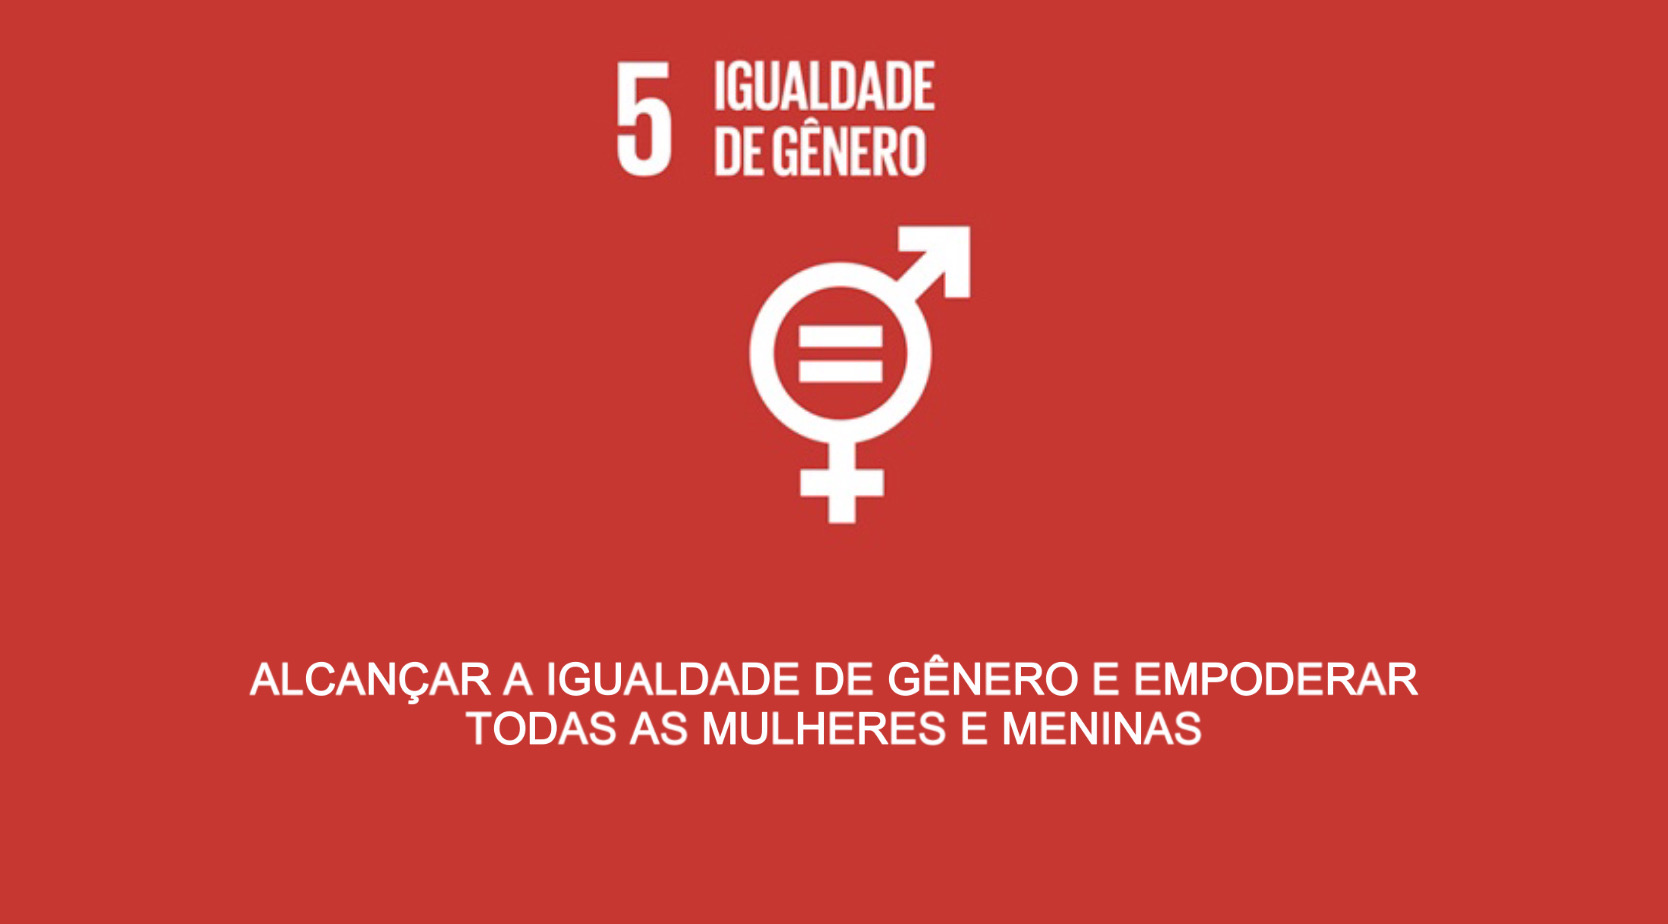 5 IGUALDADE
DE GÊNERO
ALCANÇAR A IGUALDADE DE GÊNERO E EMPODERAR
TODAS AS MULHERES E MENINAS